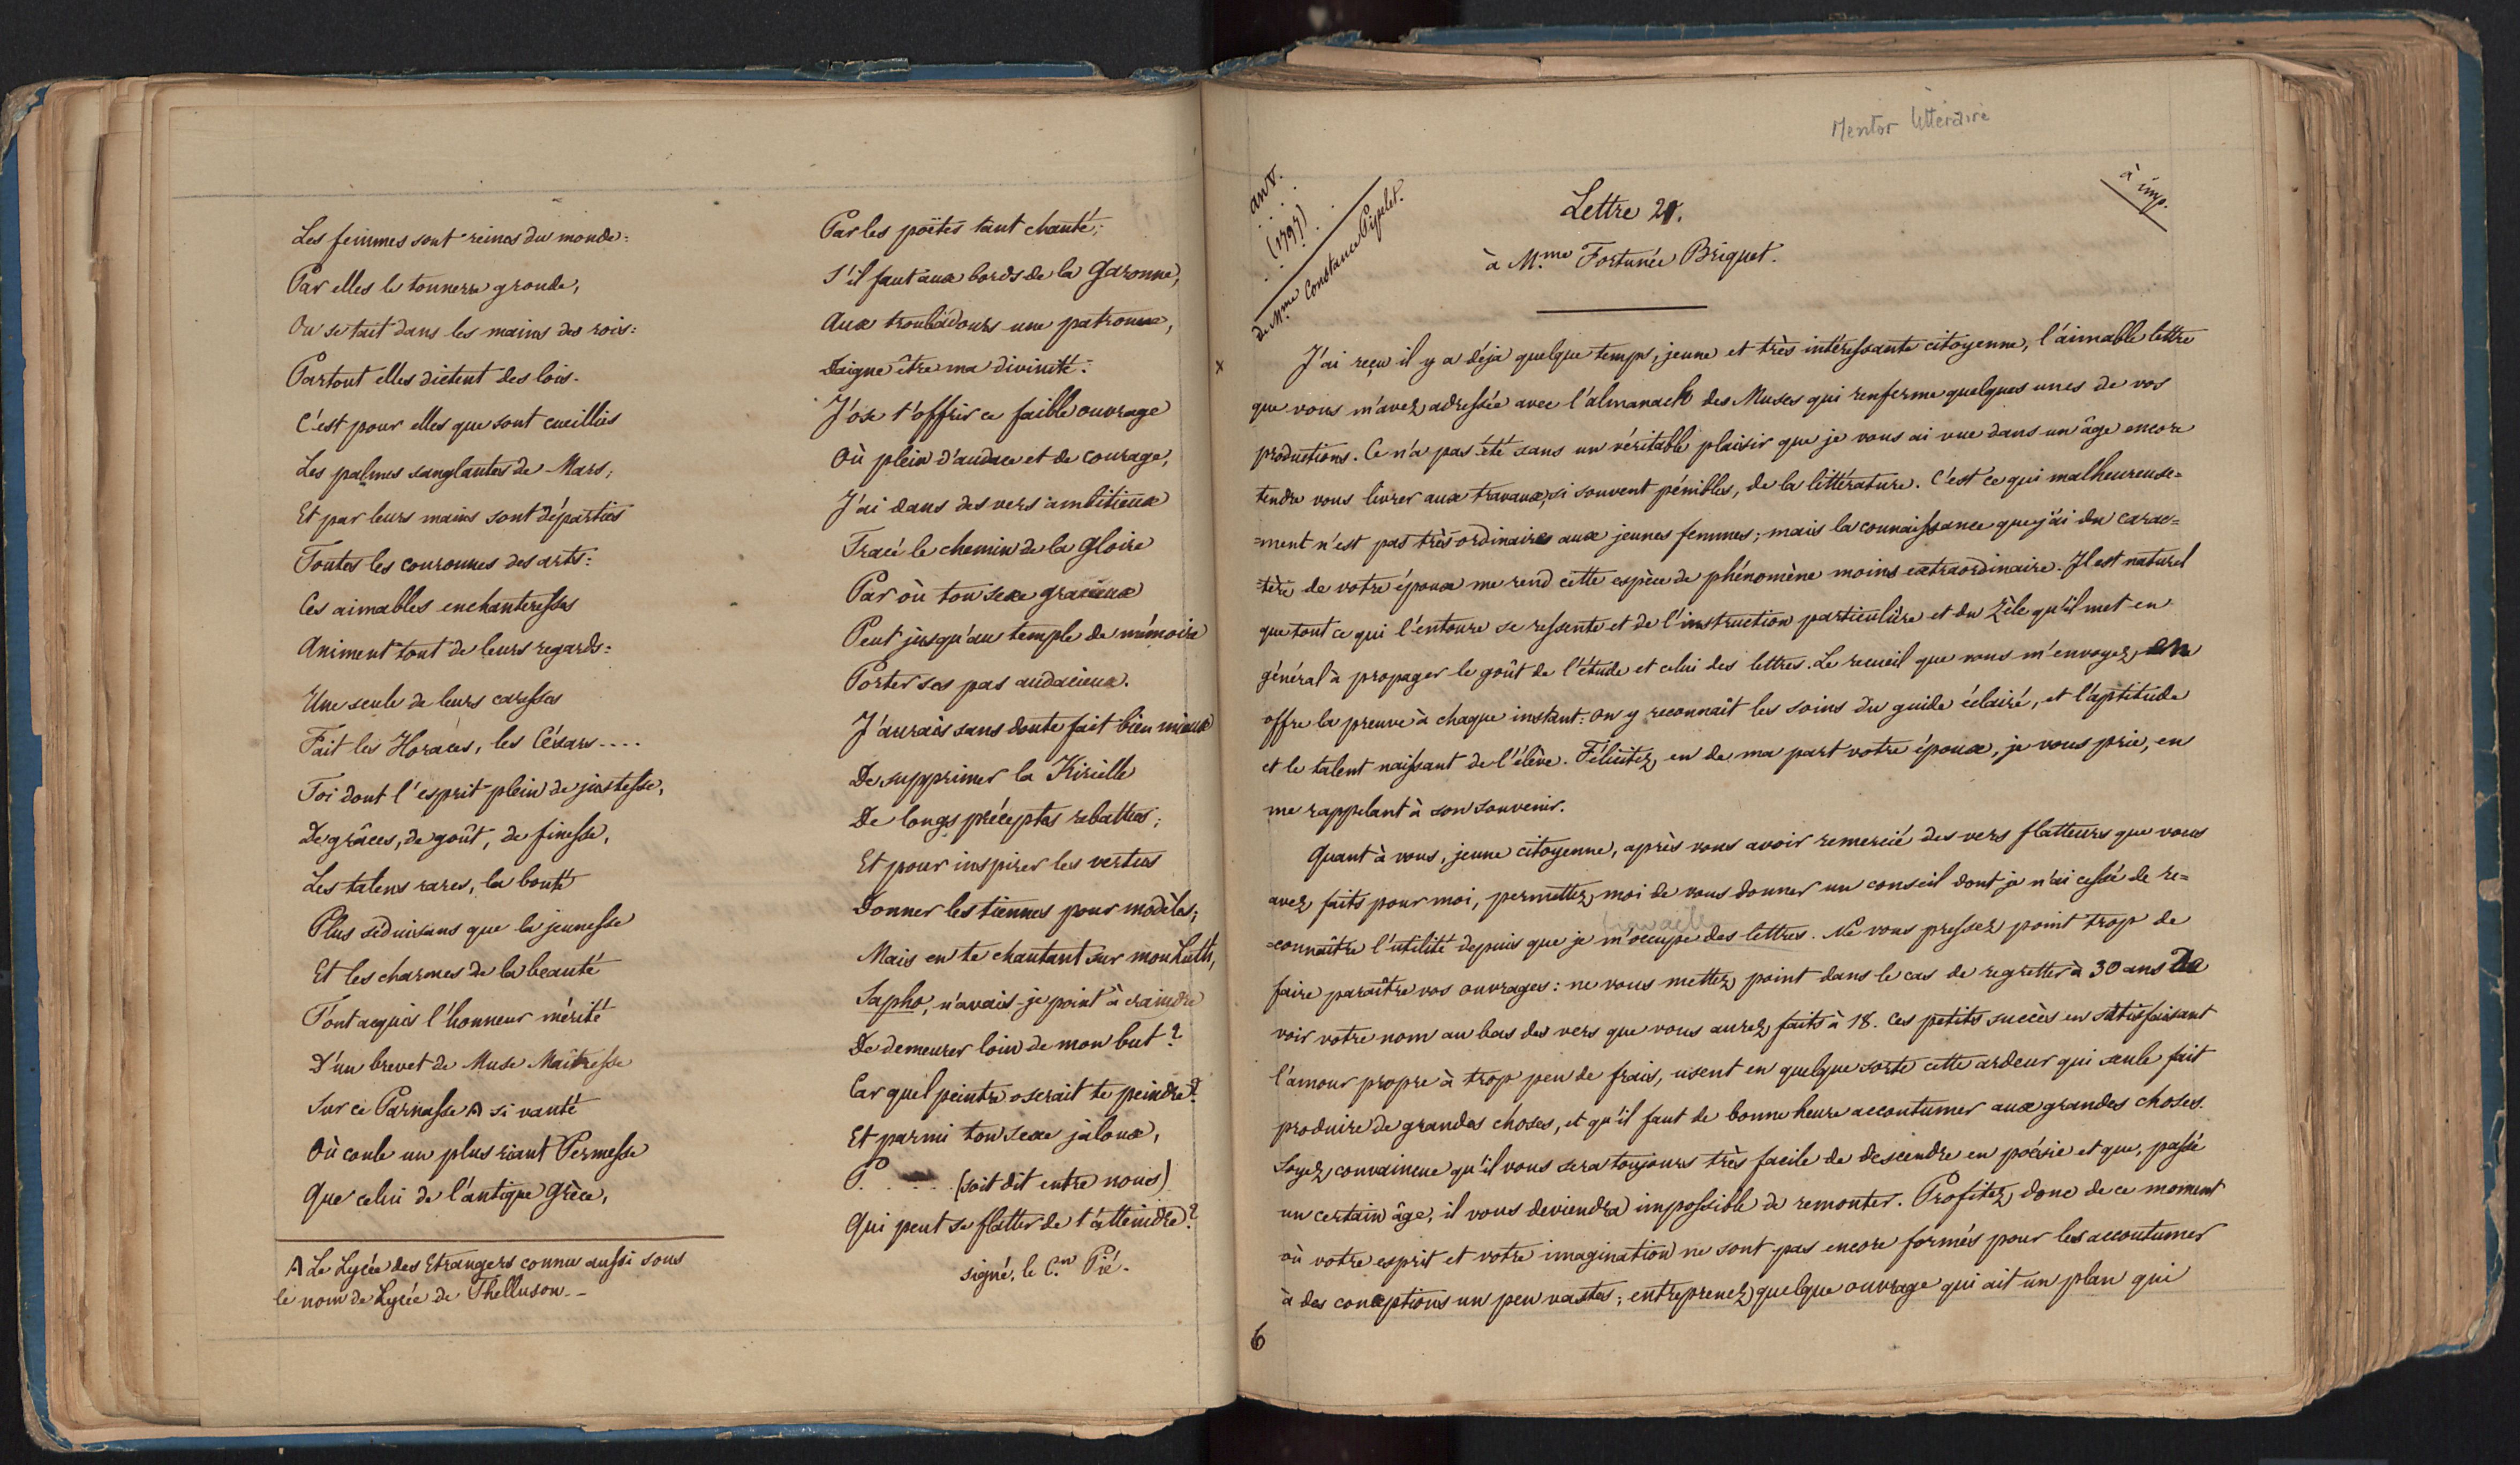 Les femmes sont reines du monde:
Par elles le tonnerre gronde,
Ou se tait dans les mains des rois:
Partout elles dictent des lois.
C'est pour elles que sont cueillies
Les palmes sanglantes de Mars,
Et par leurs mains sont départies
Toutes les couronnes des arts:
Ces aimables enchanteresses
Animent tout de leurs regards:
Une seule de leurs caresses
Fait les Horaces, les Césars....
Toi dont l'esprit plein de justesse,
De grâces, de goût, de finesse,
Les talens rares, la bonté
Plus séduisans que la jeunesse
Et les charmes de la beauté
T'ont acquis l'honneur mérité
D'un brevet de Muse Maîtresse
Sur ce Parnasse A si vanté
Où coule un plus riant Permesse
Que celui de l'antique Grèce,
A Le Lycée des Etrangers connu aussi sous
le nom de Lycée de Thelluson.-
Par les poëtes tant chanté;
S'il faut aux bords de la Garonne,
Aux troubadours une patronne,
Daigne être ma divinité:
J'ose t'offrir ce faible ouvrage
Où plein d'audace et de courage,
J'ai dans des vers ambitieux
Tracé le chemin de la gloire
Par où ton sexe gracieux
Peut jusqu'au temple de mémoire
Porter ses pas audacieux.
J'aurais sans doute fait bien mieux
De supprimer la Kirielle
De longs préceptes rebattus;
Et pour inspirer les vertus
Donner les tiennes pour modèles;
Mais en te chantant sur mon Luth,
Sapho, n'avais-je point à craindre
De demeurer loin de mon but?
Car quel peintre oserait te peindre?
Et parmi ton sexe jaloux,
P..... (soit dit entre nous)
Qui peut se flatter de t'atteindre?
signé, le C.en Pié.
Mentor littéraire
an V.
(1797)
de Mme Constance Pipelet.
à imp.
Lettre 21.
à M.me Fortunée Briquet.
x
J'ai reçu il y a déja quelque temps, jeune et très intéressante citoyenne, l'aimable lettre
que vous m'avez adressée avec l'almanach des Muses qui renferme quelques unes de vos
productions. Ce n'a pas été sans un véritable plaisir que je vous ai vue dans un âge encore
tendre vous livrer aux travaux, si souvent pénibles, de la littérature. C'est ce qui malheureuse=
=ment n'est pas très ordinaire aux jeunes femmes; mais la connaissance que j'ai du carac=
=tère de votre époux me rend cette espèce de phénomène moins extraordinaire. Il est naturel
que tout ce qui l'entoure se ressente et de l'instruction particulière et du zèle qu'il met en
général à propager le goût de l'étude et celui des lettres. Le recueil que vous m'envoyez en
offre la preuve à chaque instant: on y reconnaît les soins du guide éclairé, et l'aptitude
et le talent naissant de l'élève. Félicitez en de ma part votre époux, je vous prie, en
me rappelant à son souvenir.
Quant à vous, jeune citoyenne, après vous avoir remercié des vers flatteurs que vous
avez faits pour moi, permettez moi de vous donner un conseil dont je n'ai cessé de re=
=connaître l'utilité depuis que je m'occupe des lettres. Ne vous pressez point trop de
faire paraître vos ouvrages: ne vous mettez point dans le cas de regretter à 30 ans de
voir votre nom au bas des vers que vous aurez faits à 18. Ces petits succès en satisfaisant
l'amour propre à trop peu de frais, usent en quelque sorte cette ardeur qui seule fait
produire de grandes choses, et qu'il faut de bonne heure accoutumer aux grandes choses.
Soyez convaincue qu'il vous sera toujours très facile de descendre en poésie et que, passé
un certain âge, il vous deviendra impossible de remonter. Profitez donc de ce moment
où votre esprit et votre imagination ne sont pas encore formés pour les accoutumer
à des conceptions un peu vastes; entreprenez quelque ouvrage qui ait un plan qui
6